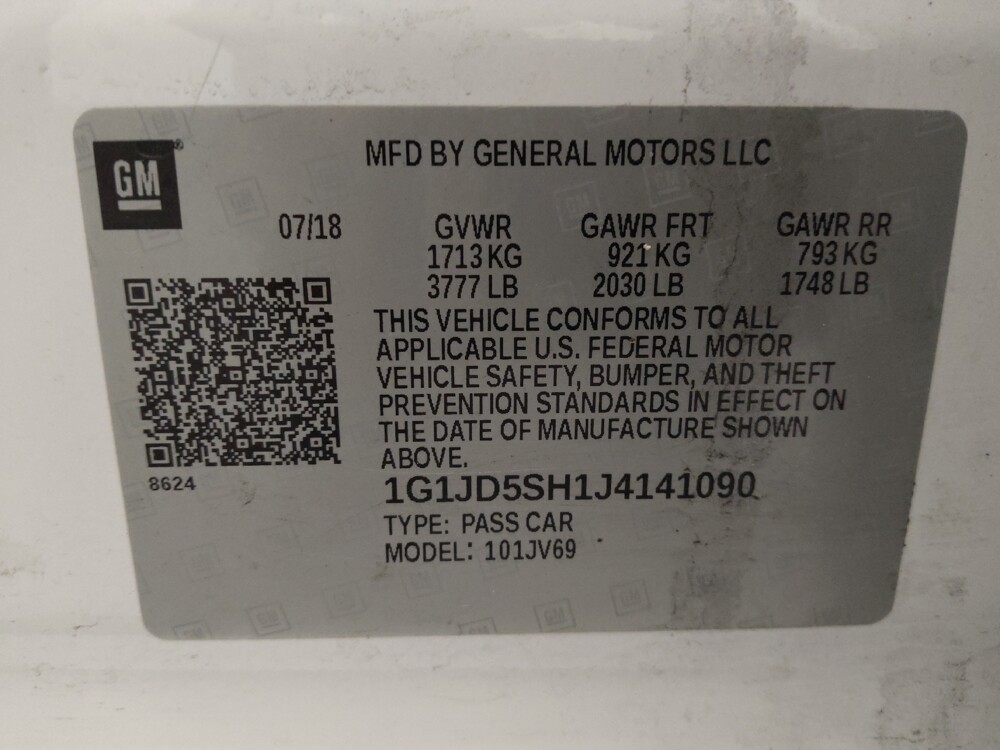 GM
MFD BY GENERAL MOTORS LLC
07/18 GVWR GAWR FRT GAWR RR
1713 KG 921 KG 793 KG
3777 LB 2030 LB 1748 LB
THIS VEHICLE CONFORMS TO ALL
APPLICABLE U.S. FEDERAL MOTOR
VEHICLE SAFETY, BUMPER, AND THEFT
PREVENTION STANDARDS IN EFFECT ON
THE DATE OF MANUFACTURE SHOWN
ABOVE.
8624
1G1JD5SH1J4141090
TYPE: PASS CAR
MODEL: 101JV69